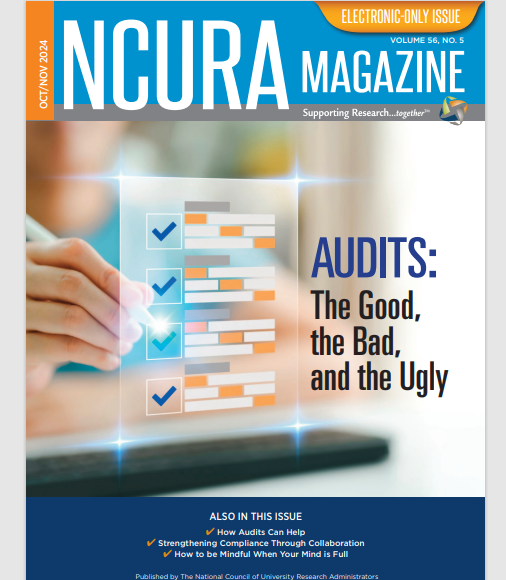 ELECTRONIC-ONLY ISSUE
OCT/NOV 2024
VOLUME 56, NO. 5
NCURA
MAGAZINE
Supporting Research...together™
AUDITS:
The Good,
the Bad,
and the Ugly
ALSO IN THIS ISSUE
✔ How Audits Can Help
✔ Strengthening Compliance Through Collaboration
✔ How to be Mindful When Your Mind is Full
Published by The National Council of University Research Administrators